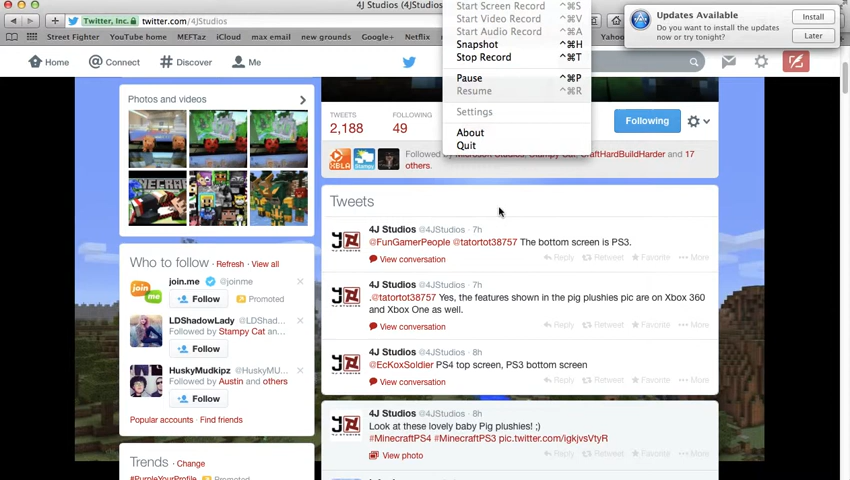 4J Studios (4JStudios
Twitter, Inc.
twitter.com/4JStudios
Street Fighter
YouTube home
MEFTaz
iCloud
max email
new grounds
Google+
Netflix
Start Screen Record ^⌘S
Start Video Record ^⌘V
Start Audio Record ^⌘A
Snapshot ^⌘H
Stop Record ^⌘T
Pause ^⌘P
Resume ^⌘R
Settings
About
Quit
Updates Available
Do you want to install the updates
now or try tonight?
Install
Later
Home
Connect
Discover
Me
Photos and videos
TWEETS
2,188
FOLLOWING
49
Following
XBLA
Stampy
Followed by Microsoft Studios, Stampy Cat, CraftHardBuildHarder and 17
others.
Who to follow · Refresh · View all
join.me @joinme
Follow
Promoted
LDShadowLady @LDShad...
Followed by Stampy Cat and...
Follow
HuskyMudkipz @HuskyMU...
Followed by Austin and others
Follow
Popular accounts · Find friends
Trends · Change
#PurpleYourProfile
Promoted
Tweets
4J Studios @4JStudios · 7h
@FunGamerPeople @tatortot38757 The bottom screen is PS3.
View conversation
Reply Retweet Favorite More
4J Studios @4JStudios · 7h
.@tatortot38757 Yes, the features shown in the pig plushies pic are on Xbox 360
and Xbox One as well.
View conversation
Reply Retweet Favorite More
4J Studios @4JStudios · 8h
@EcKoxSoldier PS4 top screen, PS3 bottom screen
View conversation
Reply Retweet Favorite More
4J Studios @4JStudios · 8h
Look at these lovely baby Pig plushies! ;)
#MinecraftPS4 #MinecraftPS3 pic.twitter.com/igkjvsVtyR
View photo
Reply Retweet Favorite More